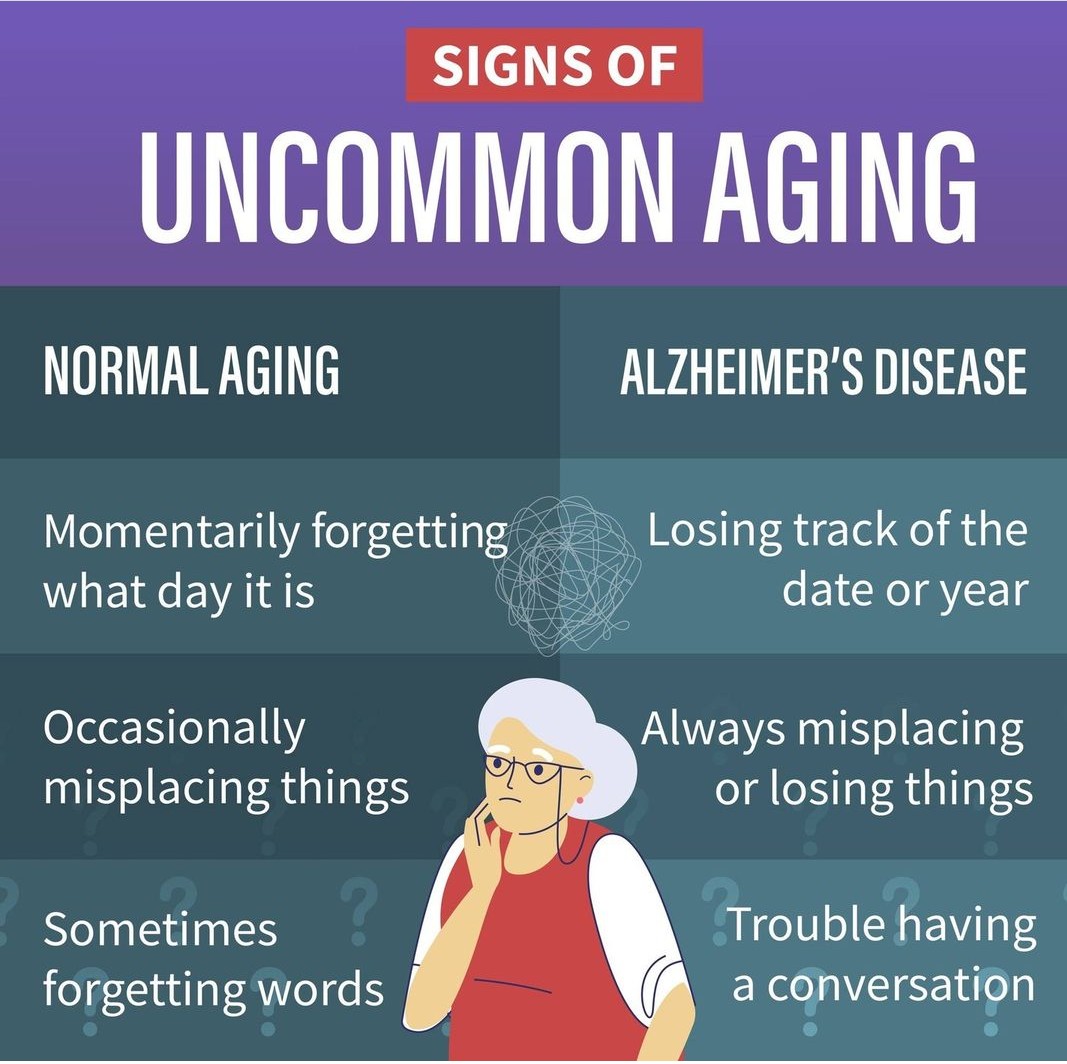 SIGNS OF
UNCOMMON AGING
NORMAL AGING
ALZHEIMER'S DISEASE
Momentarily forgetting
what day it is
Losing track of the
date or year
Occasionally
misplacing things
Always misplacing
or losing things
Sometimes
forgetting words
Trouble having
a conversation